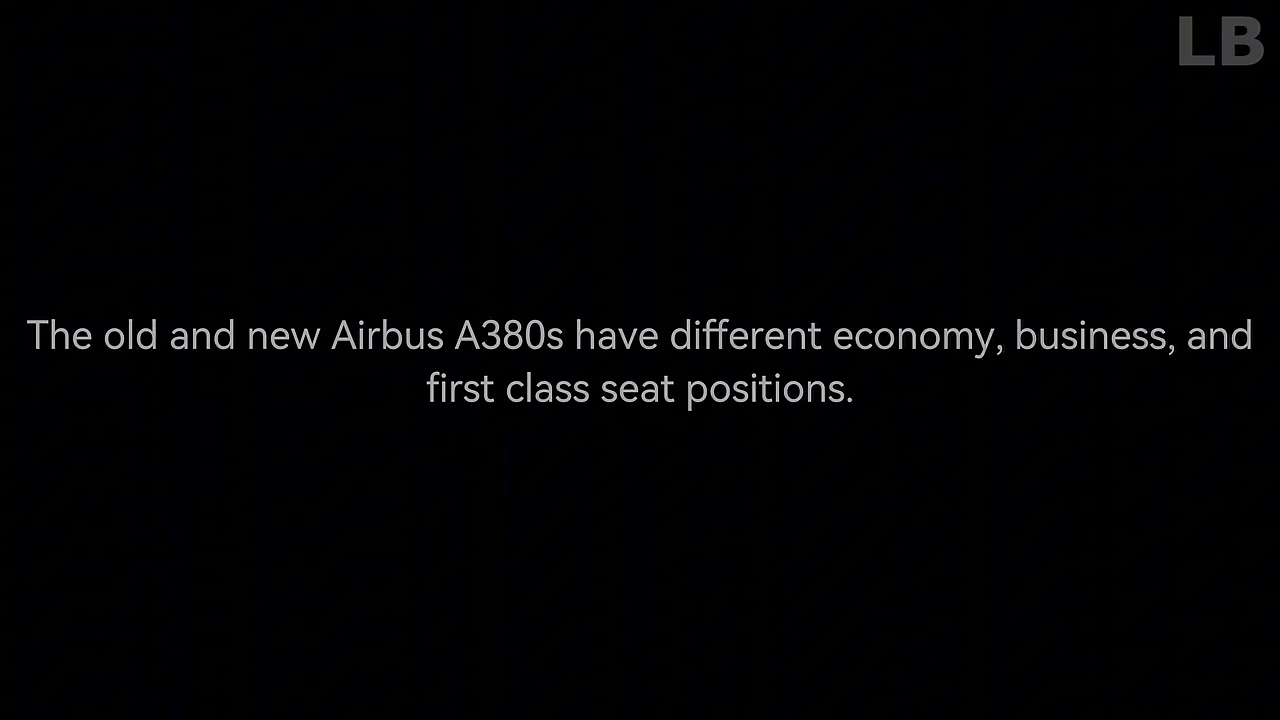 LB
The old and new Airbus A380s have different economy, business, and
first class seat positions.